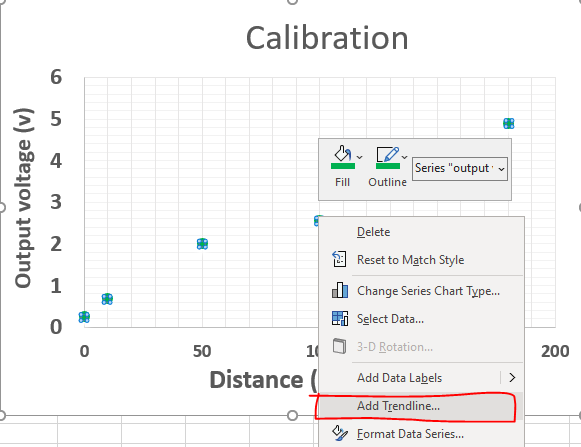 Calibration
Output voltage (v)
6
5
4
3
2
1
0
0
50
10
200
Distance (
Fill
Outline
Series "output
Delete
Reset to Match Style
Change Series Chart Type...
Select Data...
3-D Rotation...
Add Data Labels
Add Trendline...
Format Data Series...